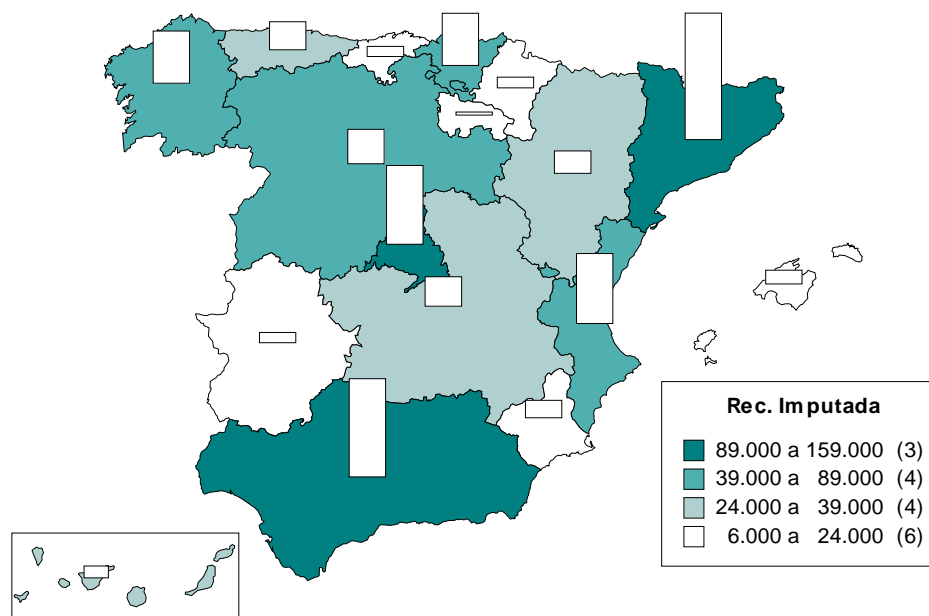 Rec. Imputada
89.000 a 159.000 (3)
39.000 a 89.000 (4)
24.000 a 39.000 (4)
6.000 a 24.000 (6)